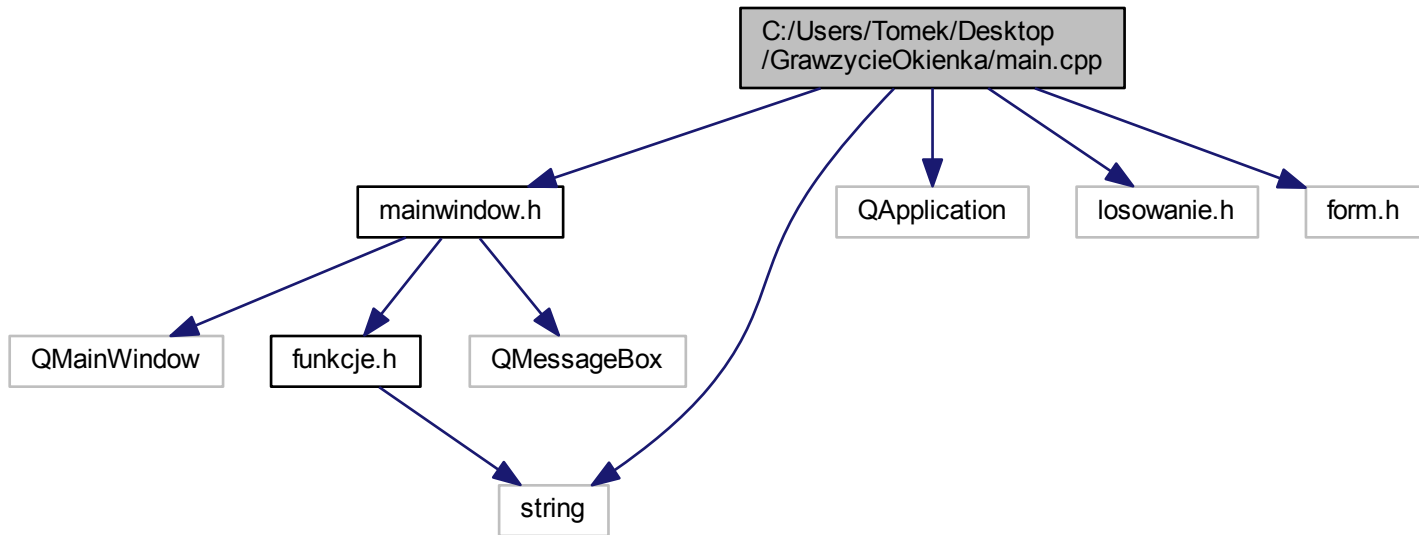 C:/Users/Tomek/Desktop
/GrawzycieOkienka/main.cpp
mainwindow.h
QApplication
losowanie.h
form.h
QMainWindow
funkcje.h
QMessageBox
string